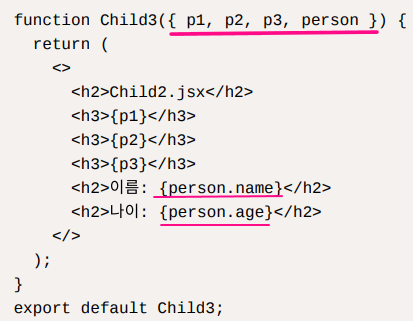 function Child3({ p1, p2, p3, person }) {
  return (
    <>
      <h2>Child2.jsx</h2>
      <h3>{p1}</h3>
      <h3>{p2}</h3>
      <h3>{p3}</h3>
      <h2>이름: {person.name}</h2>
      <h2>나이: {person.age}</h2>
    </>
  );
}
export default Child3;